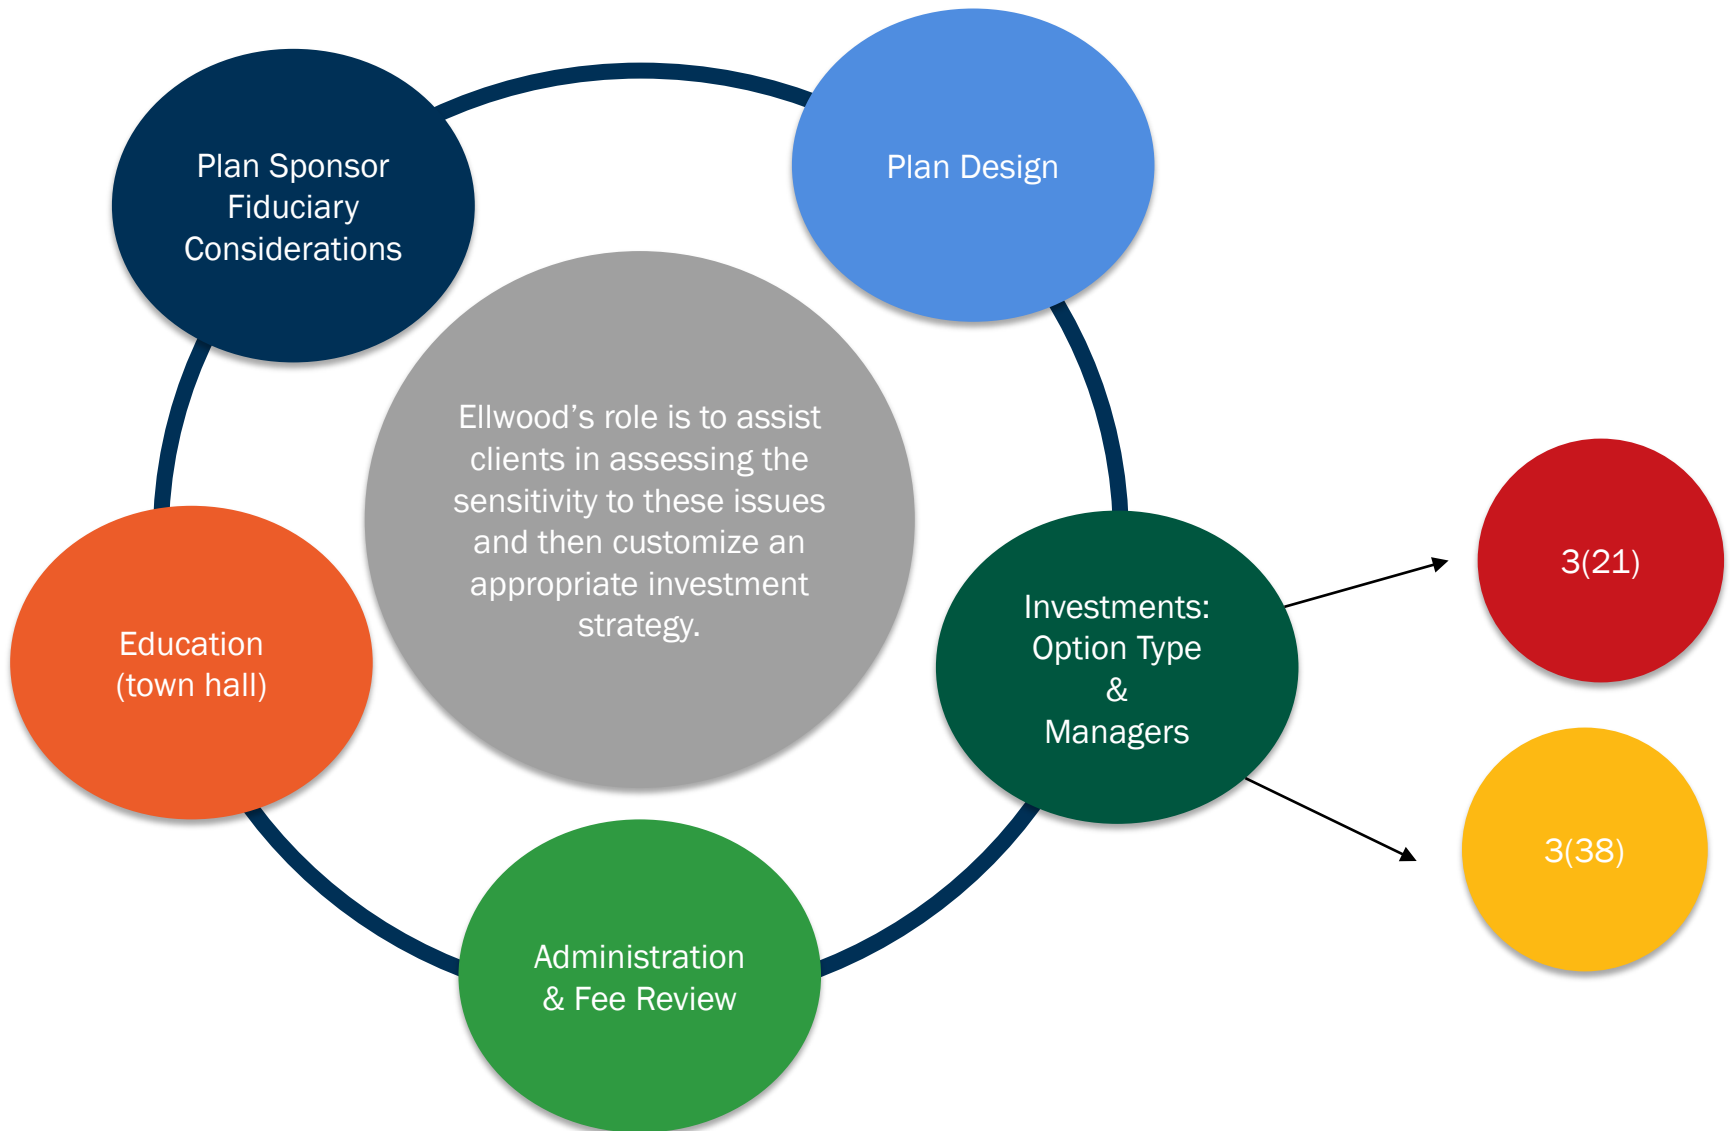 Plan Sponsor
Fiduciary
Considerations
Plan Design
Ellwood’s role is to assist
clients in assessing the
sensitivity to these issues
and then customize an
appropriate investment
strategy.
Education
(town hall)
Investments:
Option Type
&
Managers
3(21)
3(38)
Administration
& Fee Review